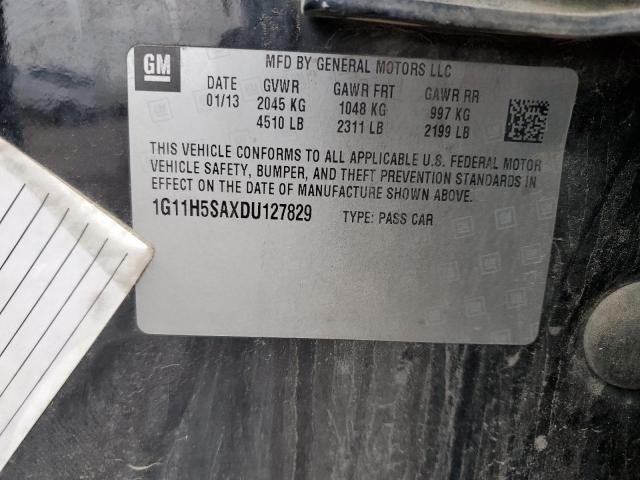 GM
MFD BY GENERAL MOTORS LLC
DATE GVWR GAWR FRT GAWR RR
01/13 2045 KG 1048 KG 997 KG
4510 LB 2311 LB 2199 LB
THIS VEHICLE CONFORMS TO ALL APPLICABLE U.S. FEDERAL MOTOR
VEHICLE SAFETY, BUMPER, AND THEFT PREVENTION STANDARDS IN
EFFECT ON THE DATE OF MANUFACTURE SHOWN ABOVE.
1G11H5SAXDU127829 TYPE: PASS CAR